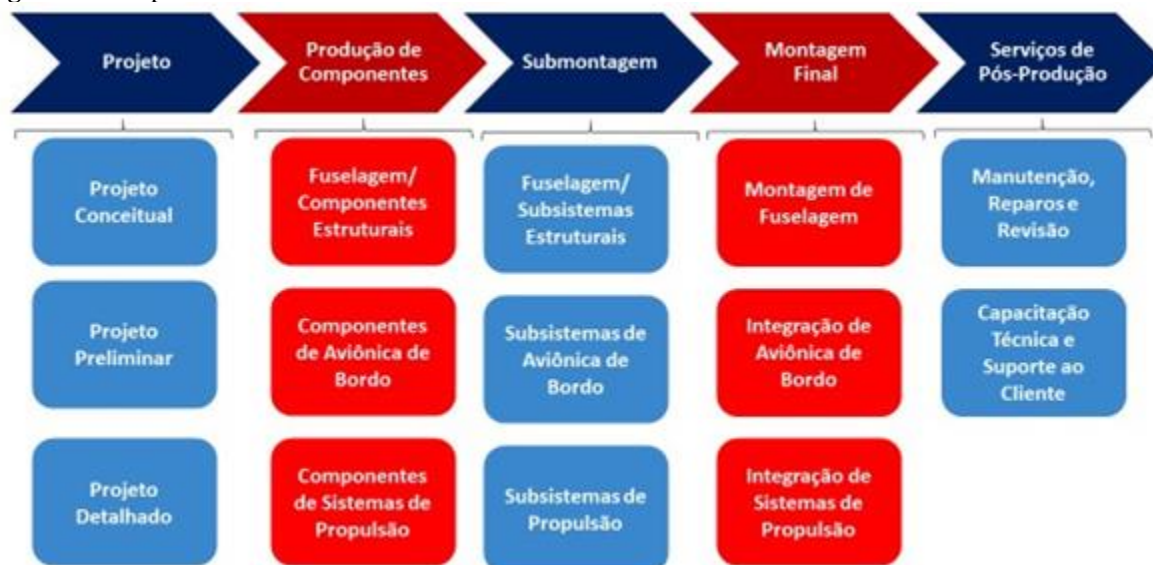 Projeto
Produção de
Componentes
Submontagem
Montagem
Final
Serviços de
Pós-Produção
Projeto
Conceitual
Projeto
Preliminar
Projeto
Detalhado
Fuselagem/
Componentes
Estruturais
Componentes
de Aviônica de
Bordo
Componentes
de Sistemas de
Propulsão
Fuselagem/
Subsistemas
Estruturais
Subsistemas de
Aviônica de
Bordo
Subsistemas de
Propulsão
Montagem de
Fuselagem
Integração de
Aviônica de
Bordo
Integração de
Sistemas de
Propulsão
Manutenção,
Reparos e
Revisão
Capacitação
Técnica e
Suporte ao
Cliente